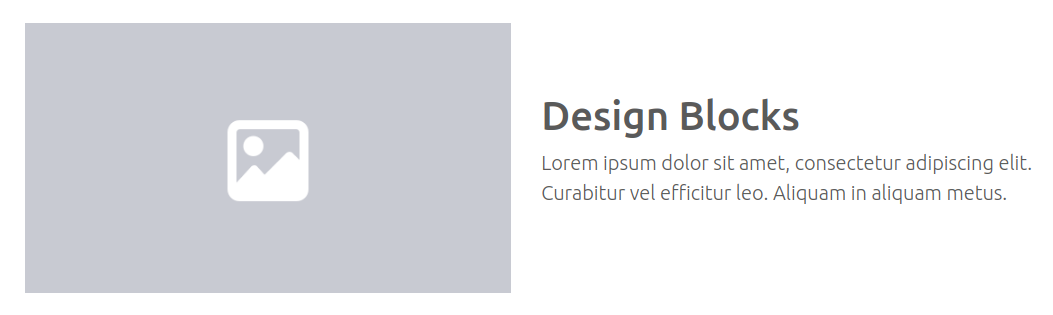 Design Blocks
Lorem ipsum dolor sit amet, consectetur adipiscing elit.
Curabitur vel efficitur leo. Aliquam in aliquam metus.